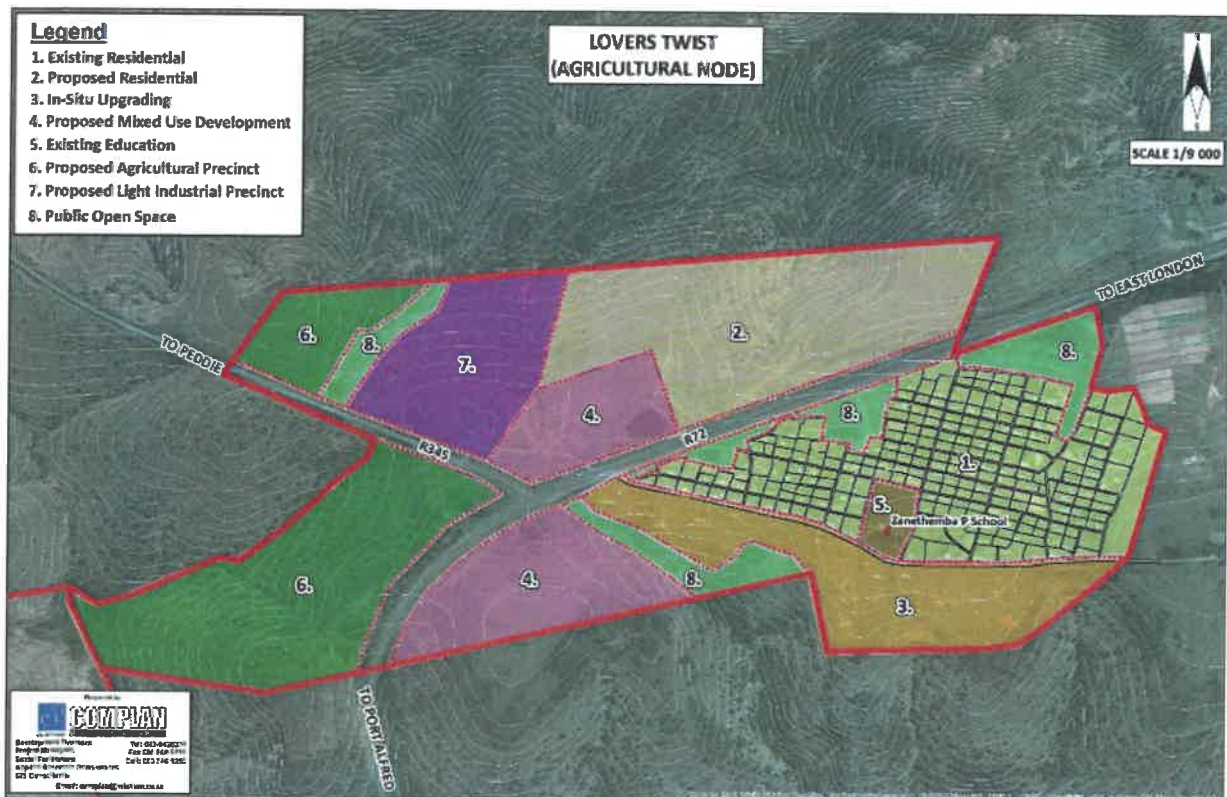 Legend
1. Existing Residential
2. Proposed Residential
3. In-Situ Upgrading
4. Proposed Mixed Use Development
5. Existing Education
6. Proposed Agricultural Precinct
7. Proposed Light Industrial Precinct
8. Public Open Space
LOVERS TWIST
(AGRICULTURAL NODE)
SCALE 1/9 000
TO EAST LONDON
TO PEDDIE
6.
8.
7.
2.
8.
4.
8.
R345
R72
1.
5.
Zanethemba P School
6.
4.
8.
3.
TO PORT ALFRED
COMPLAN